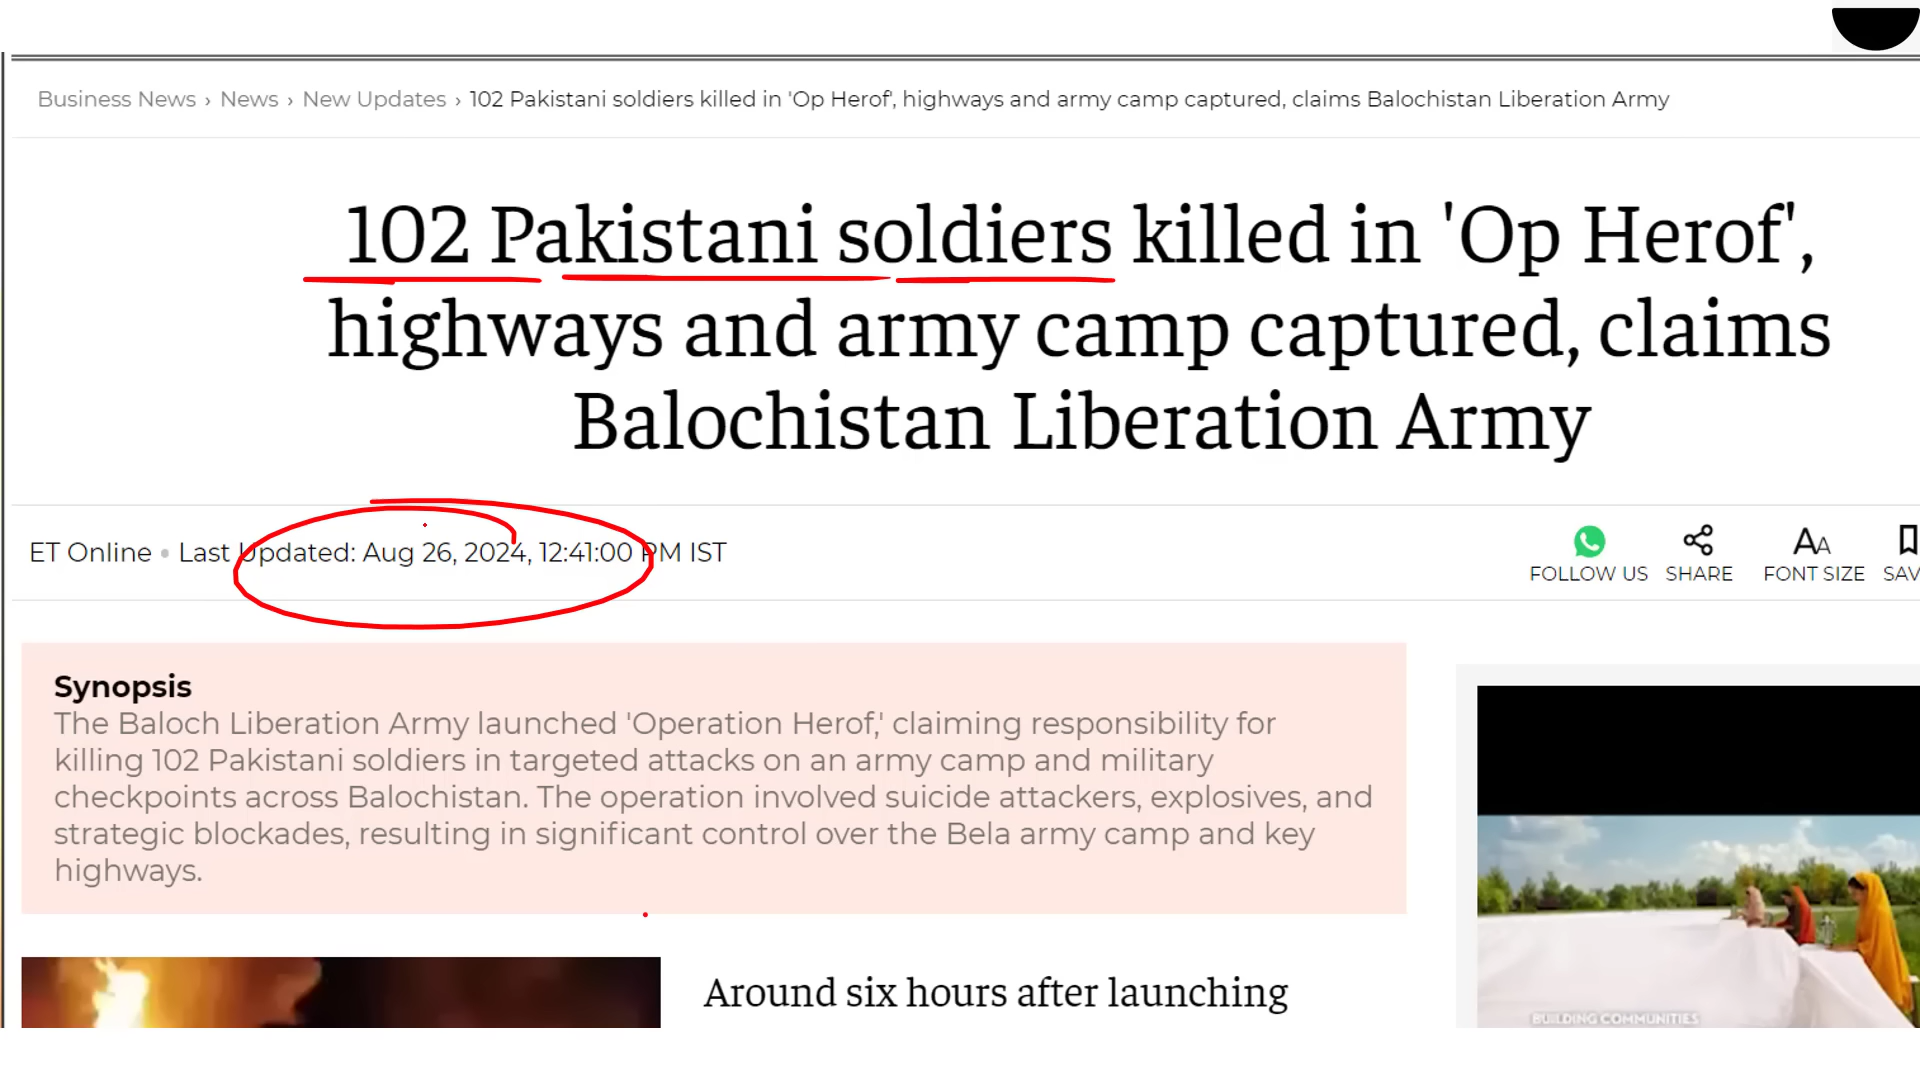 Business News › News › New Updates › 102 Pakistani soldiers killed in 'Op Herof', highways and army camp captured, claims Balochistan Liberation Army
102 Pakistani soldiers killed in 'Op Herof',
highways and army camp captured, claims
Balochistan Liberation Army
ET Online • Last Updated: Aug 26, 2024, 12:41:00 PM IST
FOLLOW US SHARE FONT SIZE SAV
Synopsis
The Baloch Liberation Army launched 'Operation Herof,' claiming responsibility for
killing 102 Pakistani soldiers in targeted attacks on an army camp and military
checkpoints across Balochistan. The operation involved suicide attackers, explosives, and
strategic blockades, resulting in significant control over the Bela army camp and key
highways.
Around six hours after launching
BUILDING COMMUNITIES